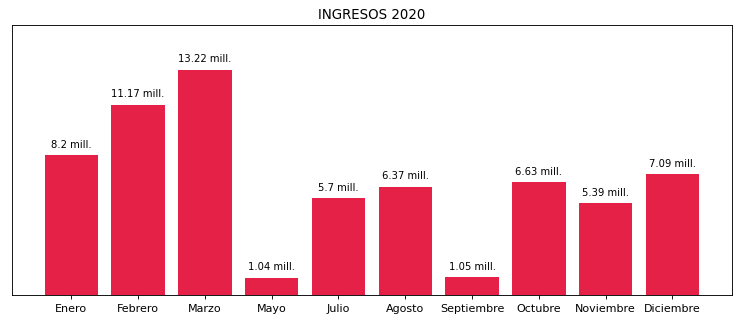 INGRESOS 2020
8.2 mill.
11.17 mill.
13.22 mill.
1.04 mill.
5.7 mill.
6.37 mill.
1.05 mill.
6.63 mill.
5.39 mill.
7.09 mill.
Enero Febrero Marzo Mayo Julio Agosto Septiembre Octubre Noviembre Diciembre